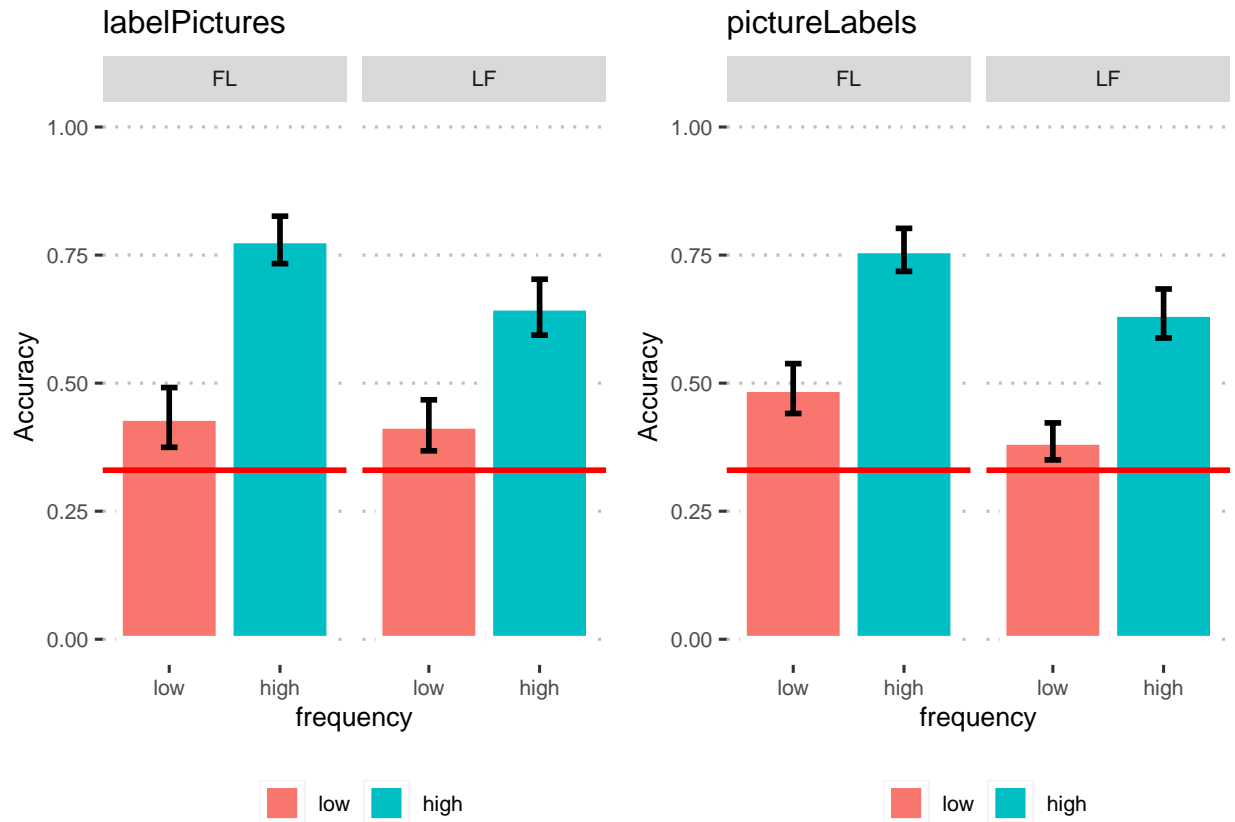 labelPictures
FL LF
1.00
0.75
0.50
0.25
0.00
Accuracy
low high low high
frequency
low high
pictureLabels
FL LF
1.00
0.75
0.50
0.25
0.00
Accuracy
low high low high
frequency
low high